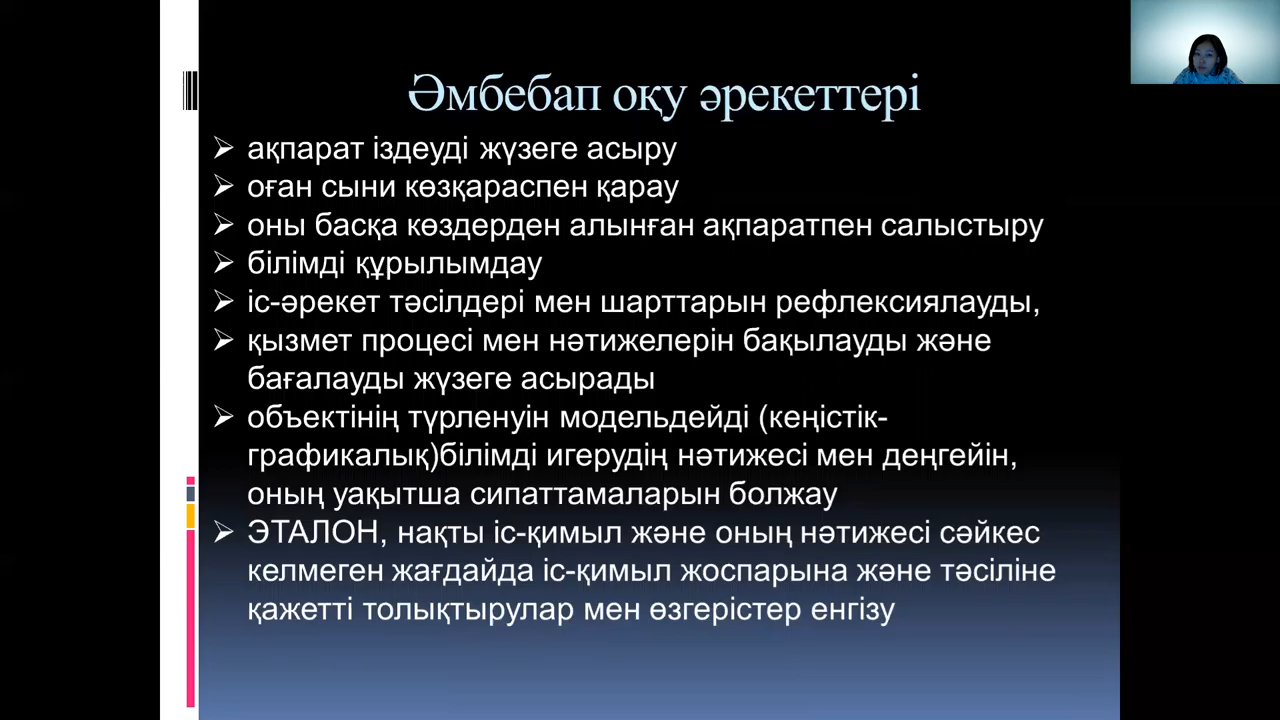 Әмбебап оқу әрекеттері
ақпарат іздеуді жүзеге асыру
оған сыни көзқараспен қарау
оны басқа көздерден алынған ақпаратпен салыстыру
білімді құрылымдау
іс-әрекет тәсілдері мен шарттарын рефлексиялауды,
қызмет процесі мен нәтижелерін бақылауды және
бағалауды жүзеге асырады
объектінің түрленуін модельдейді (кеңістік-
графикалық)білімді игерудің нәтижесі мен деңгейін,
оның уақытша сипаттамаларын болжау
ЭТАЛОН, нақты іс-қимыл және оның нәтижесі сәйкес
келмеген жағдайда іс-қимыл жоспарына және тәсіліне
қажетті толықтырулар мен өзгерістер енгізу